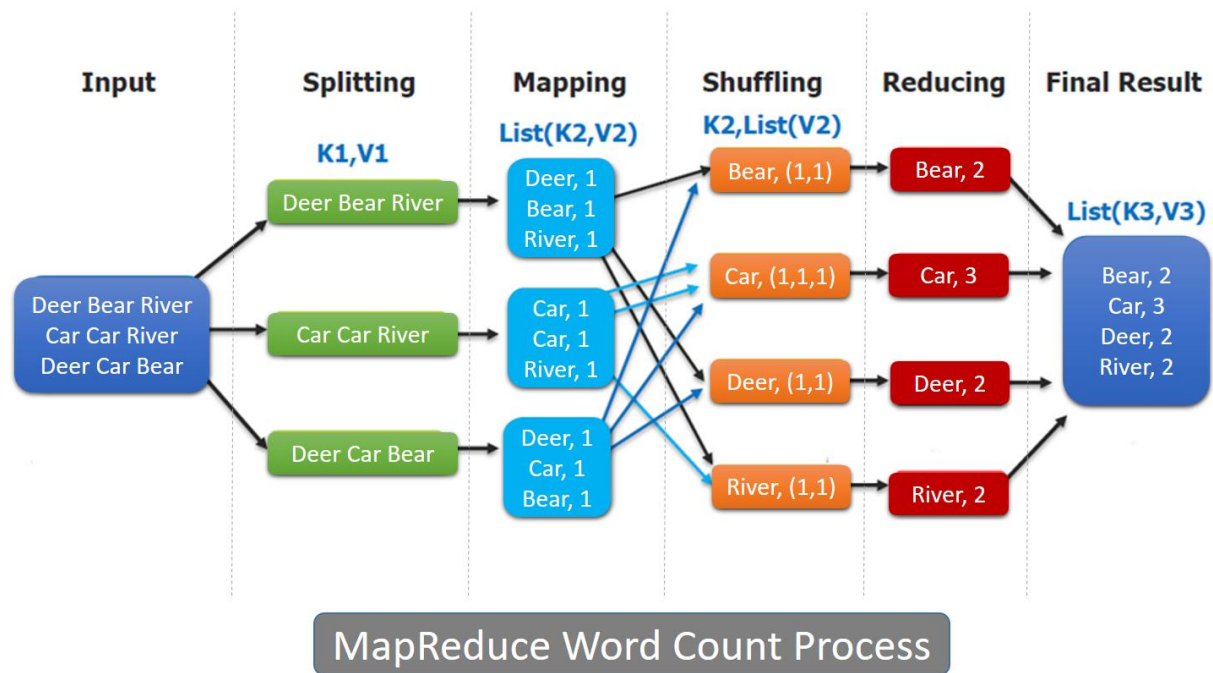 Input
Splitting
Mapping
Shuffling
Reducing
Final Result
K1,V1
List(K2,V2)
K2,List(V2)
List(K3,V3)
Deer Bear River
Car Car River
Deer Car Bear
Deer Bear River
Car Car River
Deer Car Bear
Deer, 1
Bear, 1
River, 1
Car, 1
Car, 1
River, 1
Deer, 1
Car, 1
Bear, 1
Bear, (1,1)
Car, (1,1,1)
Deer, (1,1)
River, (1,1)
Bear, 2
Car, 3
Deer, 2
River, 2
Bear, 2
Car, 3
Deer, 2
River, 2
MapReduce Word Count Process